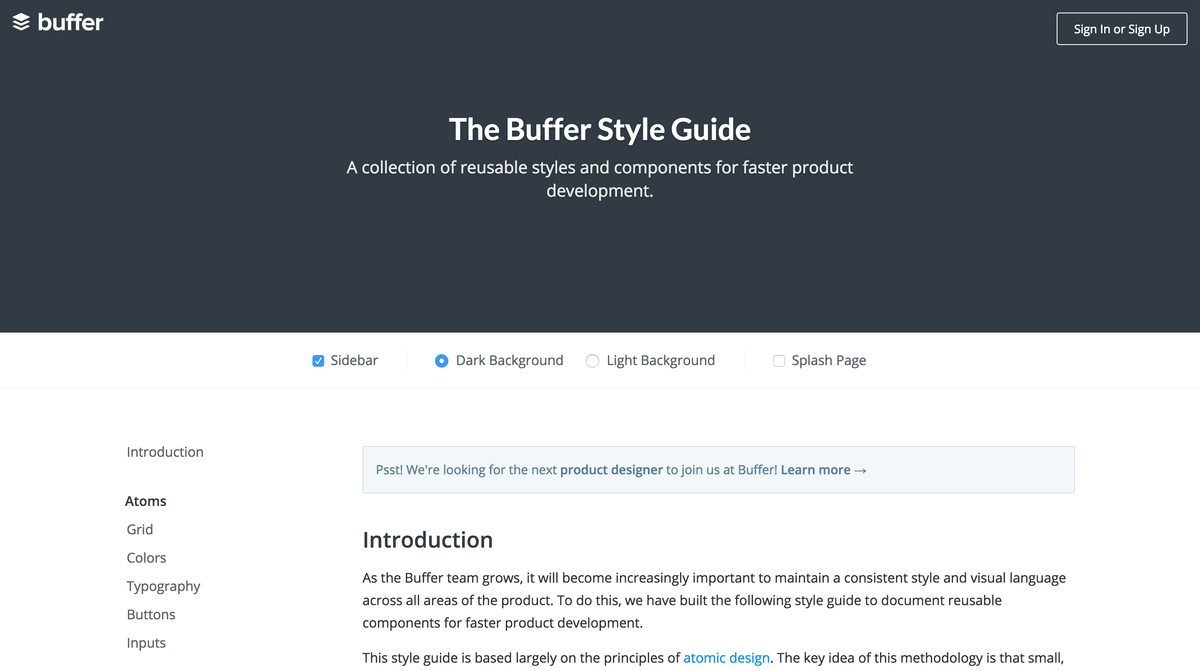 buffer
Sign In or Sign Up
The Buffer Style Guide
A collection of reusable styles and components for faster product
development.
Sidebar
Dark Background
Light Background
Splash Page
Introduction
Atoms
Grid
Colors
Typography
Buttons
Inputs
Psst! We're looking for the next product designer to join us at Buffer! Learn more →
Introduction
As the Buffer team grows, it will become increasingly important to maintain a consistent style and visual language
across all areas of the product. To do this, we have built the following style guide to document reusable
components for faster product development.
This style guide is based largely on the principles of atomic design. The key idea of this methodology is that small,